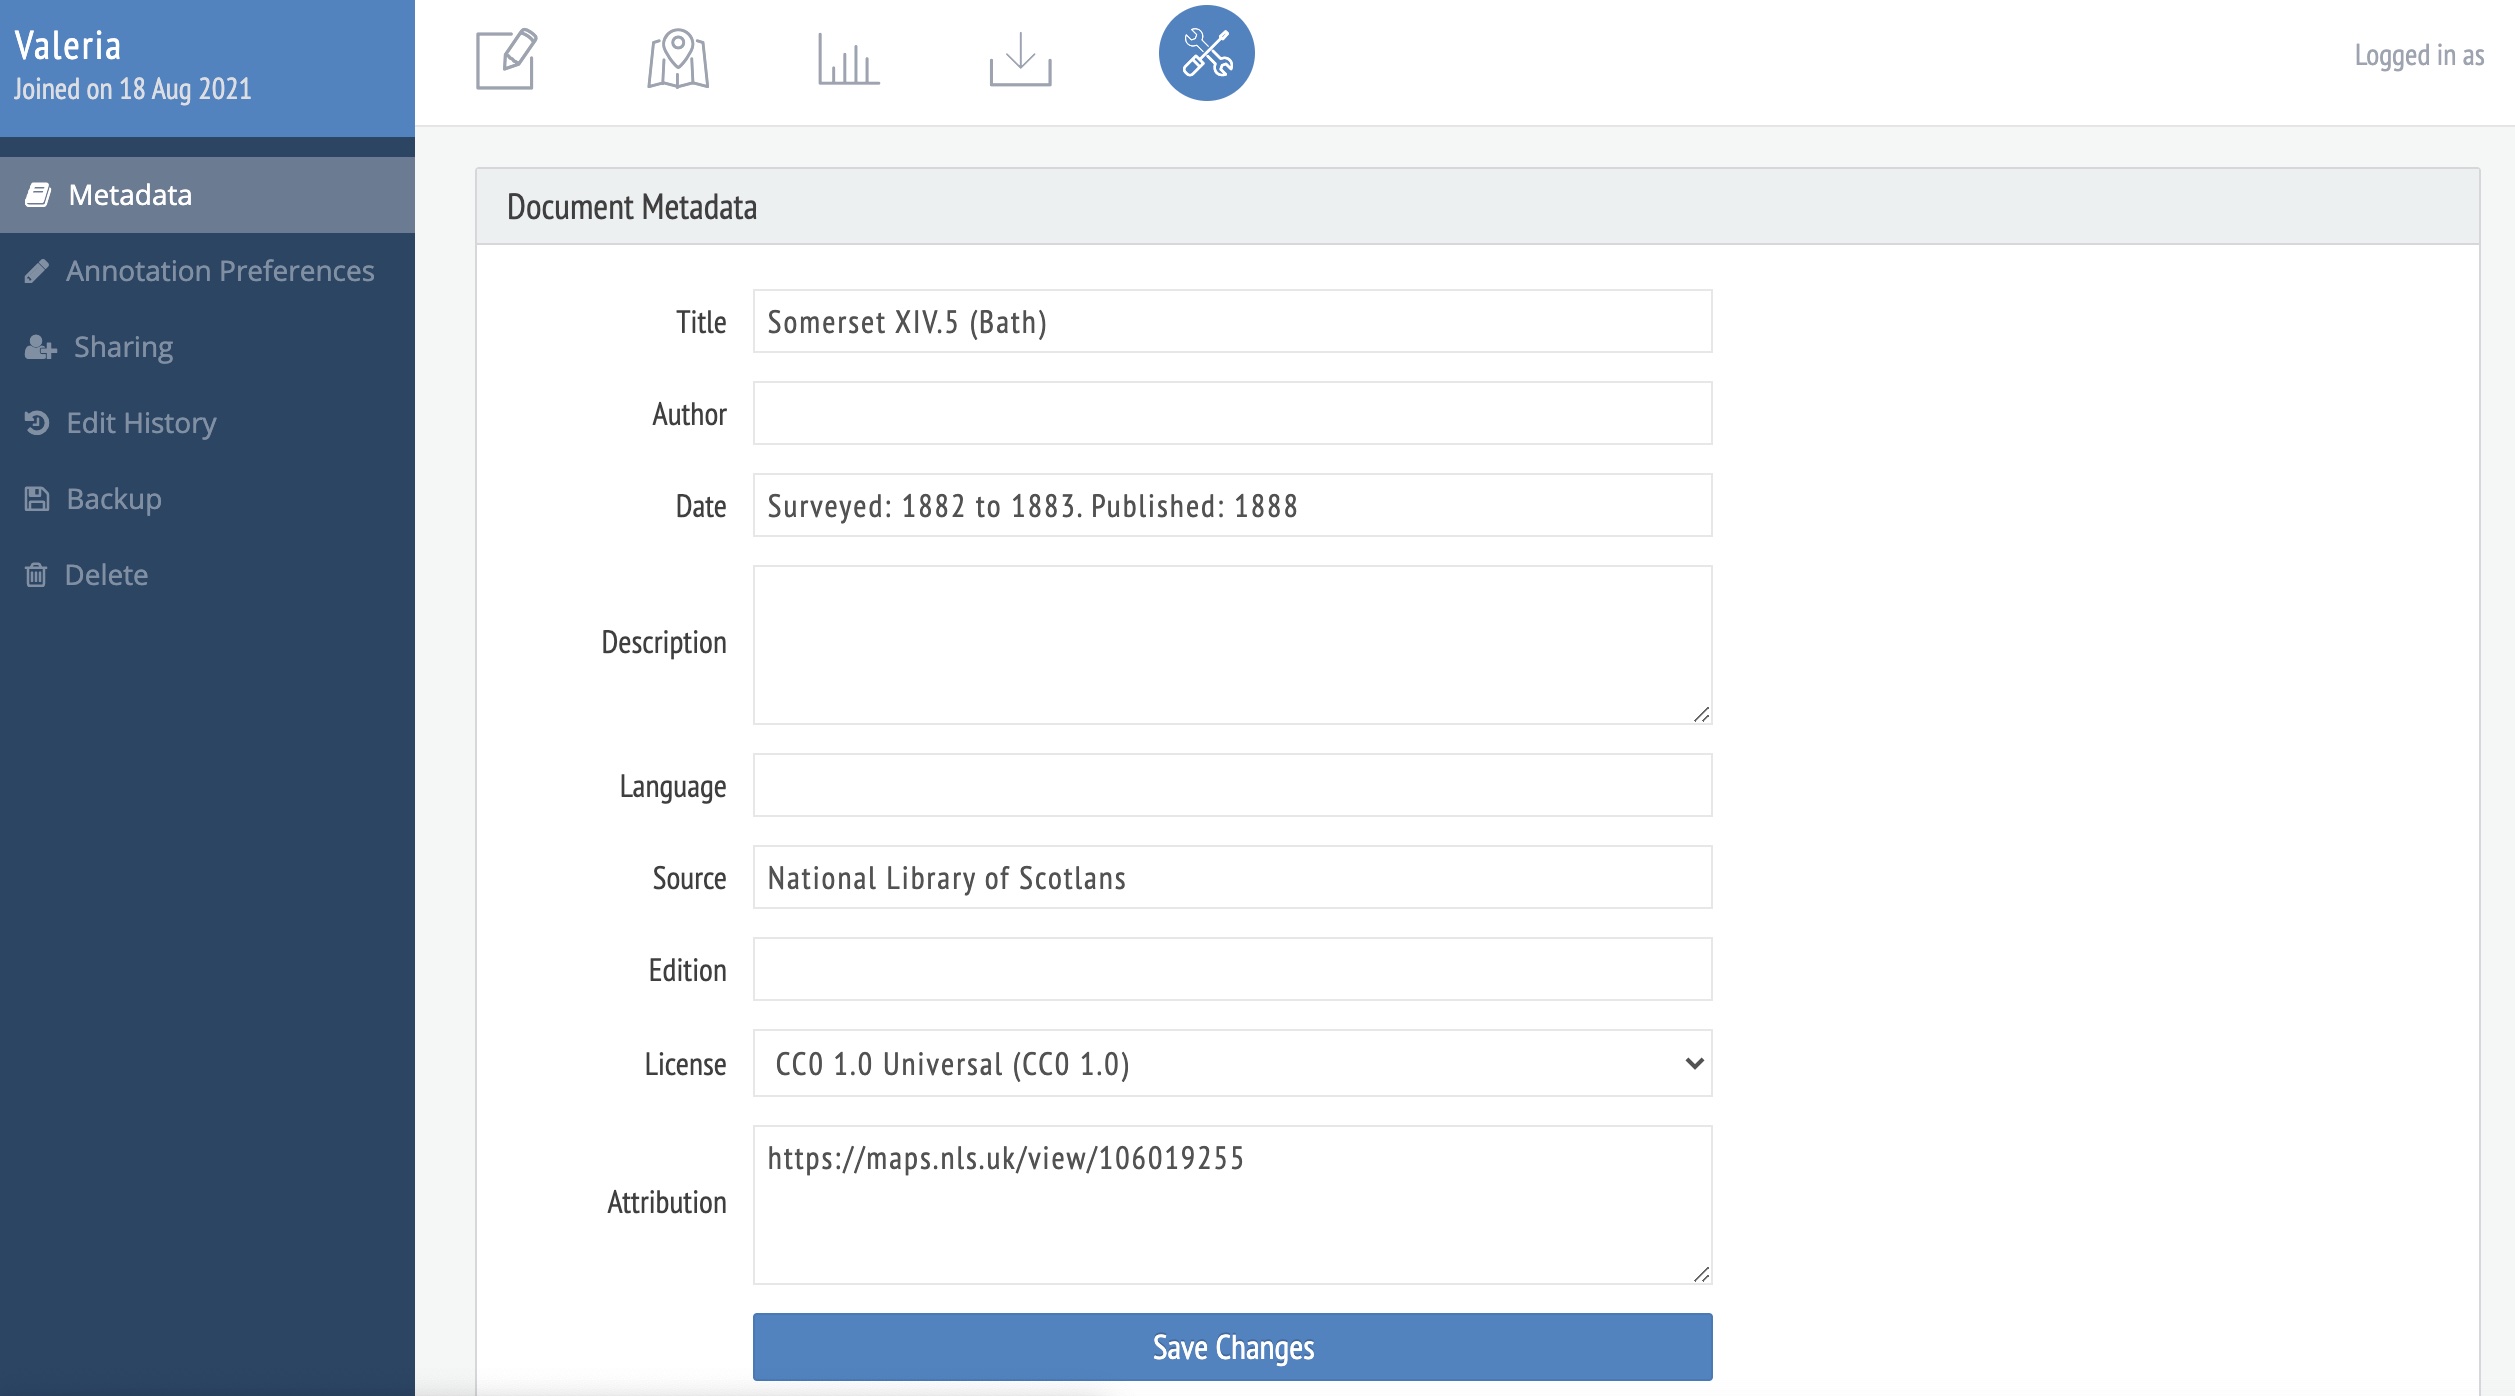 Valeria
Joined on 18 Aug 2021
Logged in as
Metadata
Annotation Preferences
Sharing
Edit History
Backup
Delete
Document Metadata
Title Somerset XIV.5 (Bath)
Author
Date Surveyed: 1882 to 1883. Published: 1888
Description
Language
Source National Library of Scotlans
Edition
License CC0 1.0 Universal (CC0 1.0)
Attribution https://maps.nls.uk/view/106019255
Save Changes